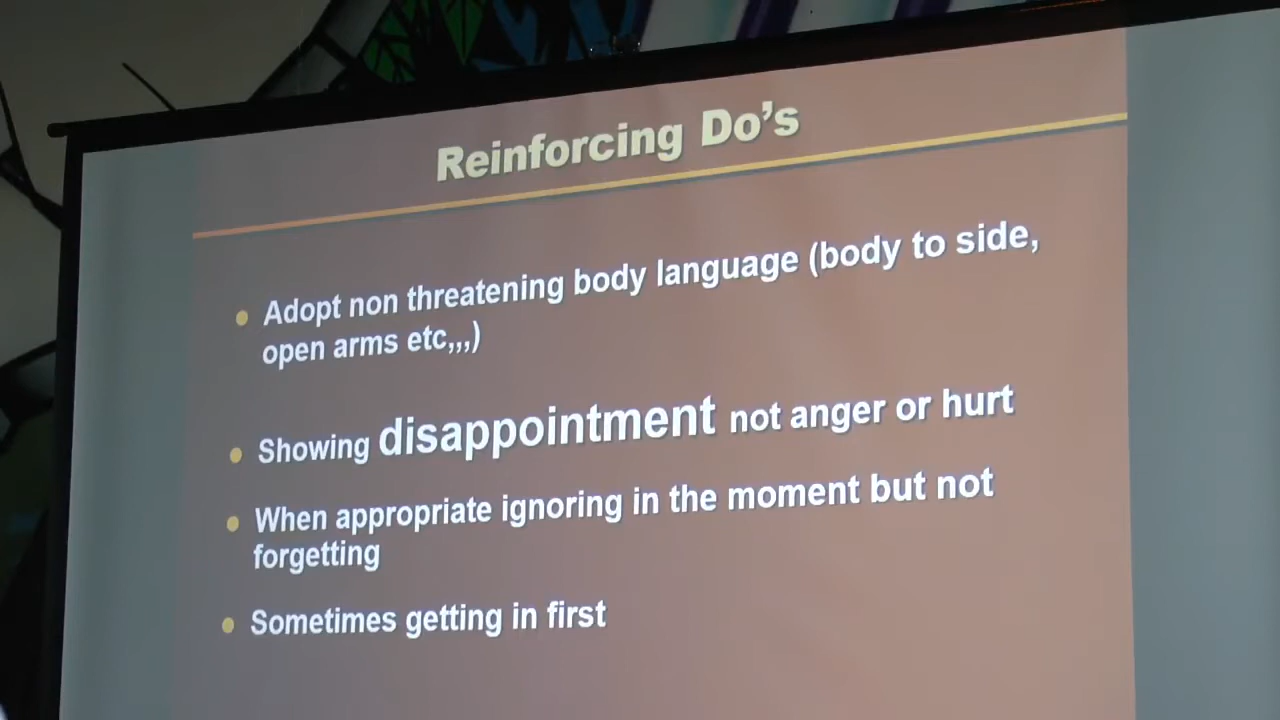 Reinforcing Do's
• Adopt non threatening body language (body to side,
open arms etc,,,)
• Showing disappointment not anger or hurt
• When appropriate ignoring in the moment but not
forgetting
• Sometimes getting in first